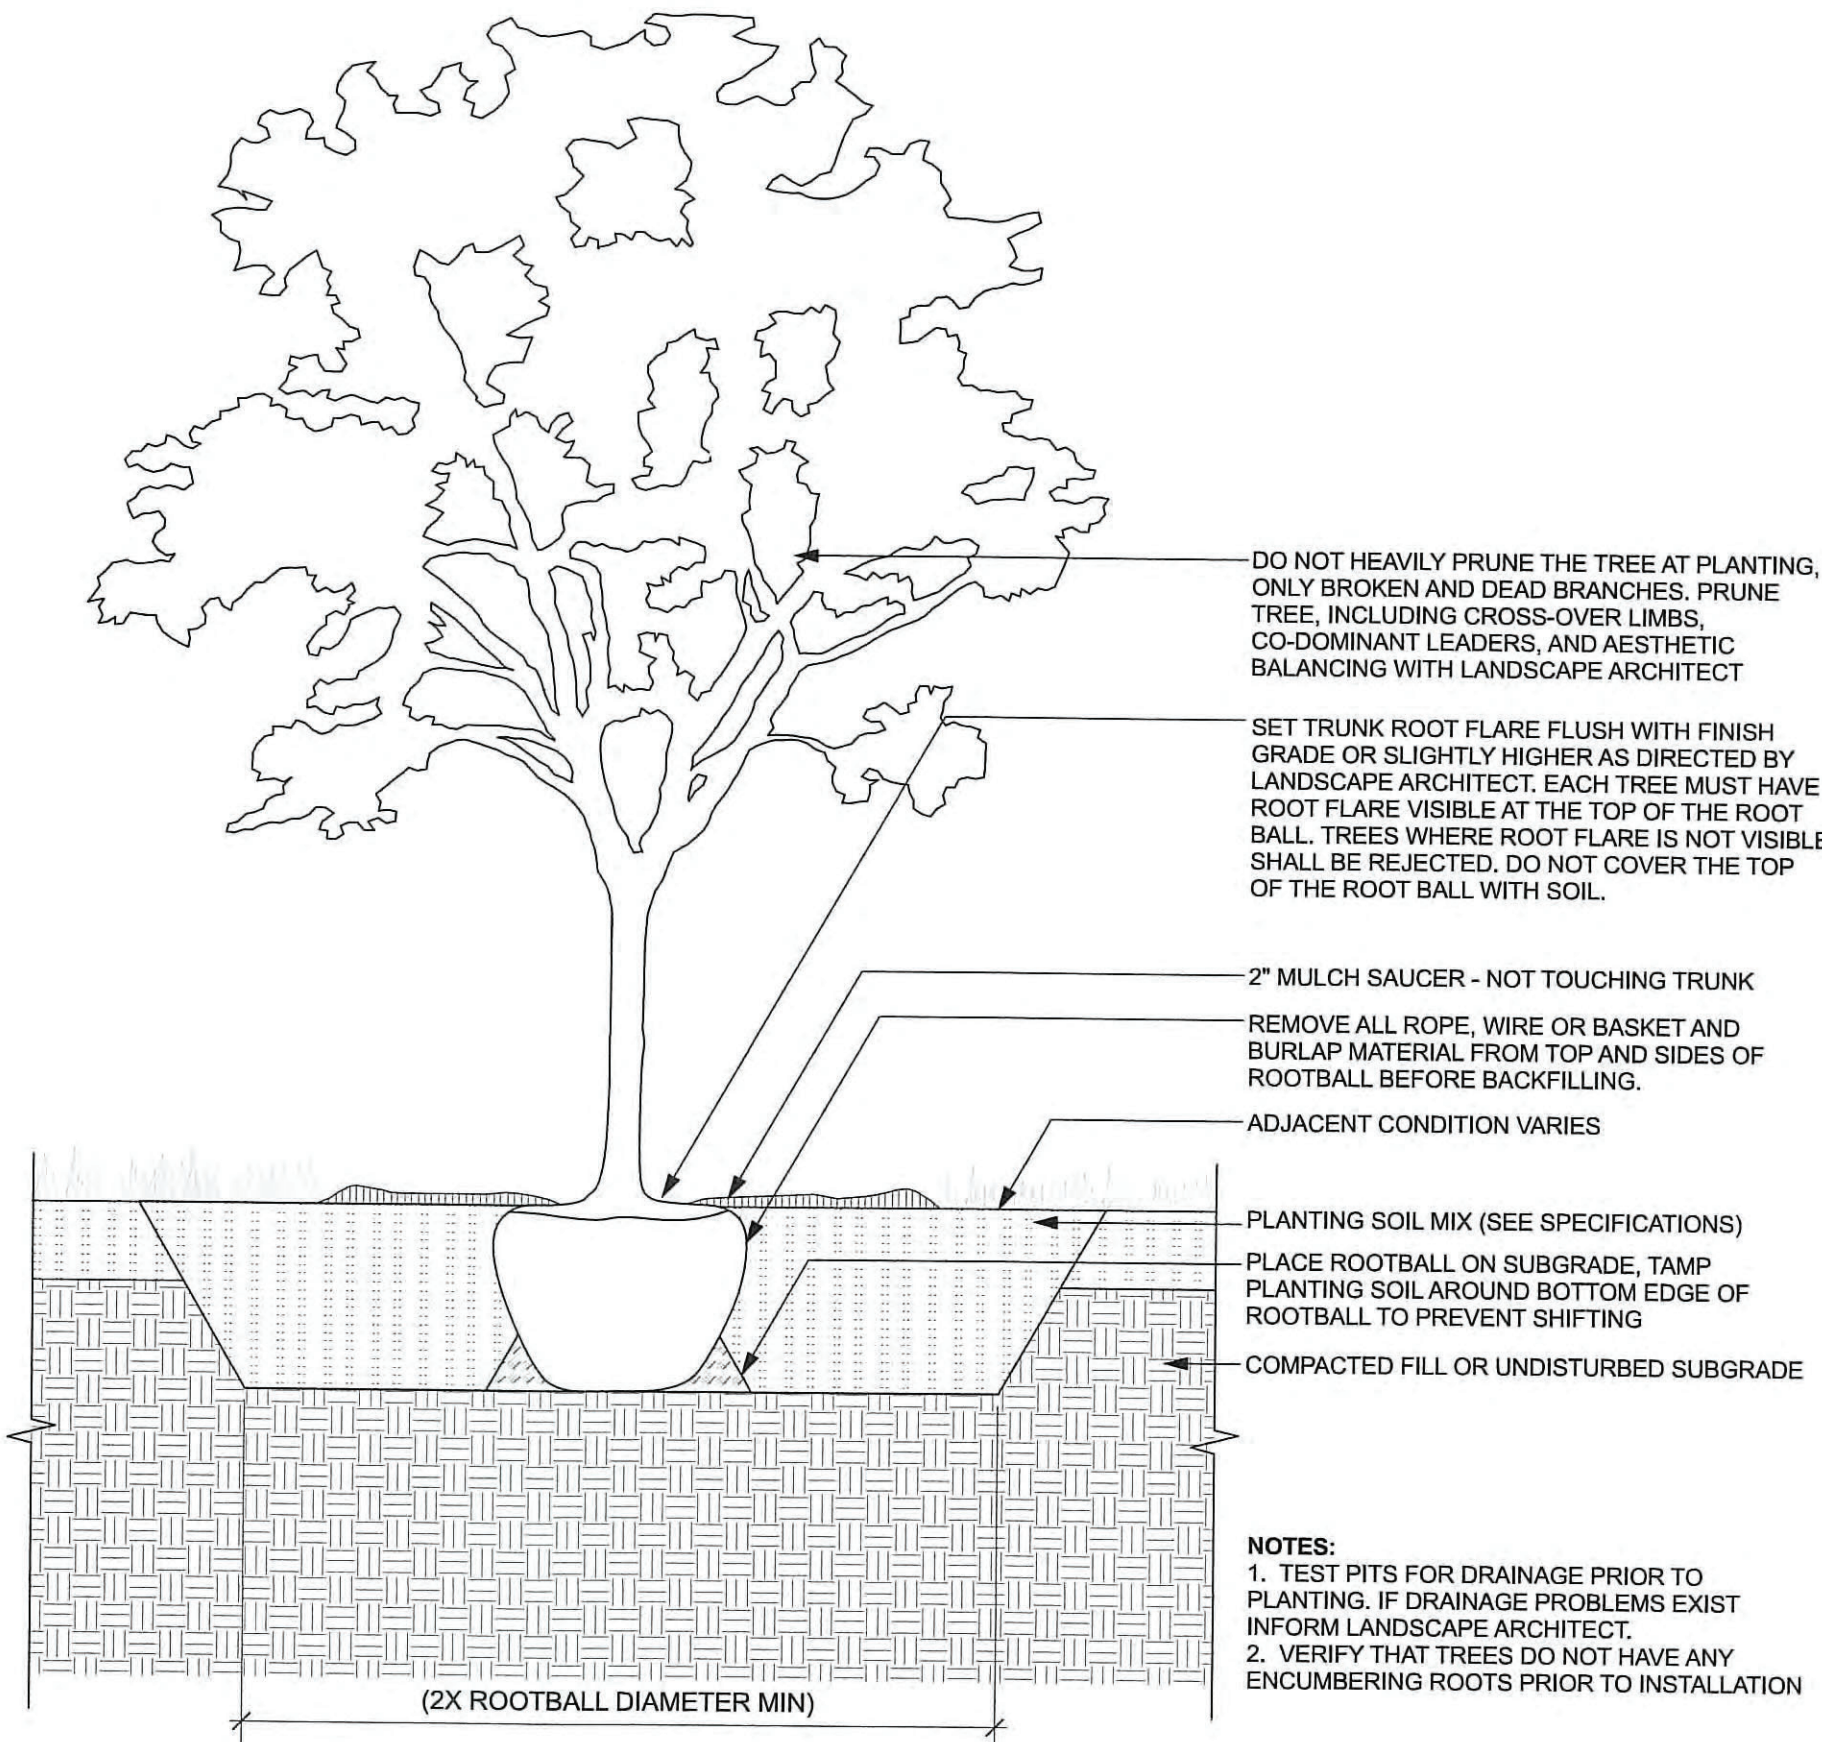 DO NOT HEAVILY PRUNE THE TREE AT PLANTING,
ONLY BROKEN AND DEAD BRANCHES. PRUNE
TREE, INCLUDING CROSS-OVER LIMBS,
CO-DOMINANT LEADERS, AND AESTHETIC
BALANCING WITH LANDSCAPE ARCHITECT
SET TRUNK ROOT FLARE FLUSH WITH FINISH
GRADE OR SLIGHTLY HIGHER AS DIRECTED BY
LANDSCAPE ARCHITECT. EACH TREE MUST HAVE
ROOT FLARE VISIBLE AT THE TOP OF THE ROOT
BALL. TREES WHERE ROOT FLARE IS NOT VISIBLE
SHALL BE REJECTED. DO NOT COVER THE TOP
OF THE ROOT BALL WITH SOIL.
2" MULCH SAUCER - NOT TOUCHING TRUNK
REMOVE ALL ROPE, WIRE OR BASKET AND
BURLAP MATERIAL FROM TOP AND SIDES OF
ROOTBALL BEFORE BACKFILLING.
ADJACENT CONDITION VARIES
PLANTING SOIL MIX (SEE SPECIFICATIONS)
PLACE ROOTBALL ON SUBGRADE, TAMP
PLANTING SOIL AROUND BOTTOM EDGE OF
ROOTBALL TO PREVENT SHIFTING
COMPACTED FILL OR UNDISTURBED SUBGRADE
NOTES:
1. TEST PITS FOR DRAINAGE PRIOR TO
PLANTING. IF DRAINAGE PROBLEMS EXIST
INFORM LANDSCAPE ARCHITECT.
2. VERIFY THAT TREES DO NOT HAVE ANY
ENCUMBERING ROOTS PRIOR TO INSTALLATION
(2X ROOTBALL DIAMETER MIN)